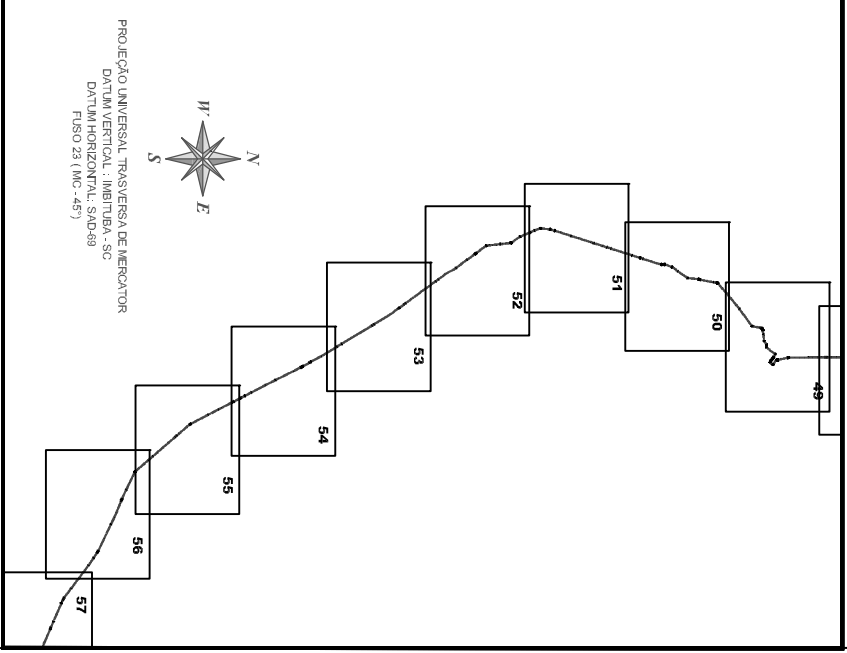 PROJEÇÃO UNIVERSAL TRASVERSA DE MERCATOR
DATUM VERTICAL : IMBITUBA - SC
DATUM HORIZONTAL: SAD-69
FUSO 23 ( MC - 45º)
N
W
E
S
49
50
51
52
53
54
55
56
57